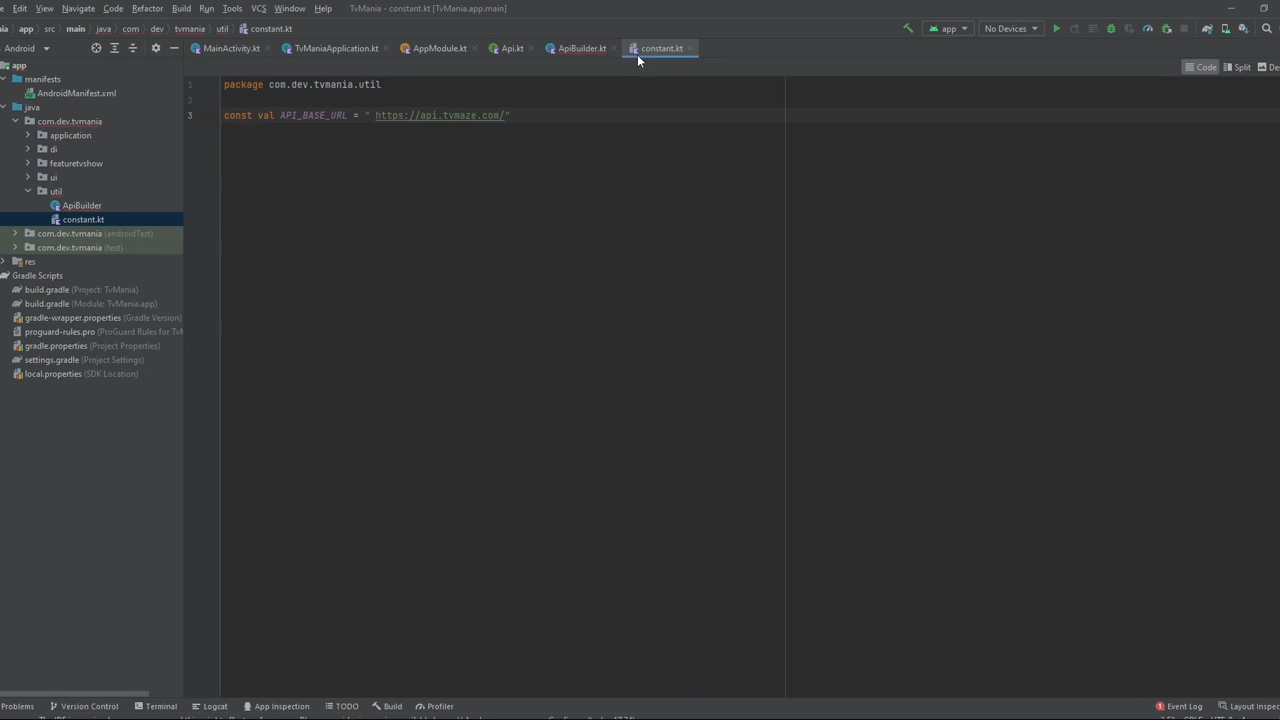 Edit View Navigate Code Refactor Build Run Tools VCS Window Help TvMania - constant.kt [TvMania.app.main]
app src main java com dev tvmania util constant.kt app No Devices
Android MainActivity.kt TvManiaApplication.kt AppModule.kt Api.kt ApiBuilder.kt constant.kt
Code Split
app
manifests
AndroidManifest.xml
java
com.dev.tvmania
application
di
featuretvshow
ui
util
ApiBuilder
constant.kt
com.dev.tvmania (androidTest)
com.dev.tvmania (test)
res
Gradle Scripts
build.gradle (Project: TvMania)
build.gradle (Module: TvMania.app)
gradle-wrapper.properties (Gradle Version)
proguard-rules.pro (ProGuard Rules for TvM
gradle.properties (Project Properties)
settings.gradle (Project Settings)
local.properties (SDK Location)
1 package com.dev.tvmania.util
2
3 const val API_BASE_URL = " https://api.tvmaze.com/"
Problems Version Control Terminal Logcat App Inspection TODO Build Profiler 1 Event Log Layout Inspec